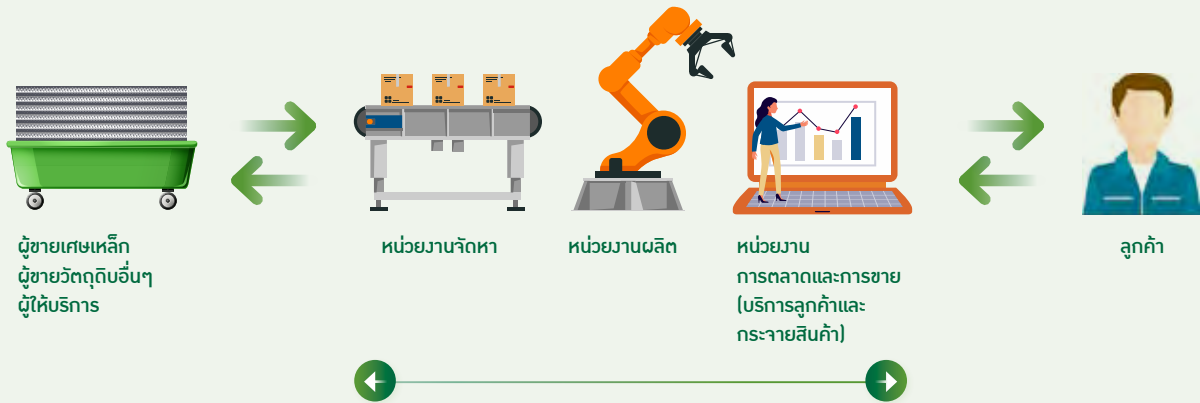 ผู้ขายเศษเหล็ก
ผู้ขายวัตถุดิบอื่นๆ
ผู้ให้บริการ
หน่วยงานจัดหา
หน่วยงานผลิต
หน่วยงาน
การตลาดและการขาย
(บริการลูกค้าและ
กระจายสินค้า)
ลูกค้า